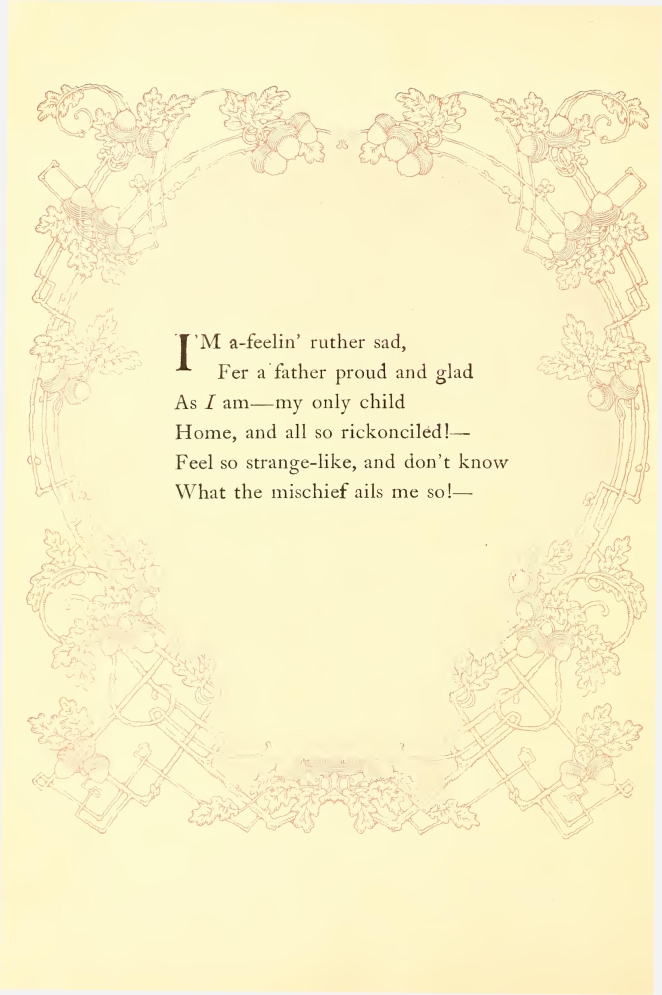 I'M a-feelin' ruther sad,
Fer a father proud and glad
As I am—my only child
Home, and all so rickonciled!—
Feel so strange-like, and don't know
What the mischief ails me so!—